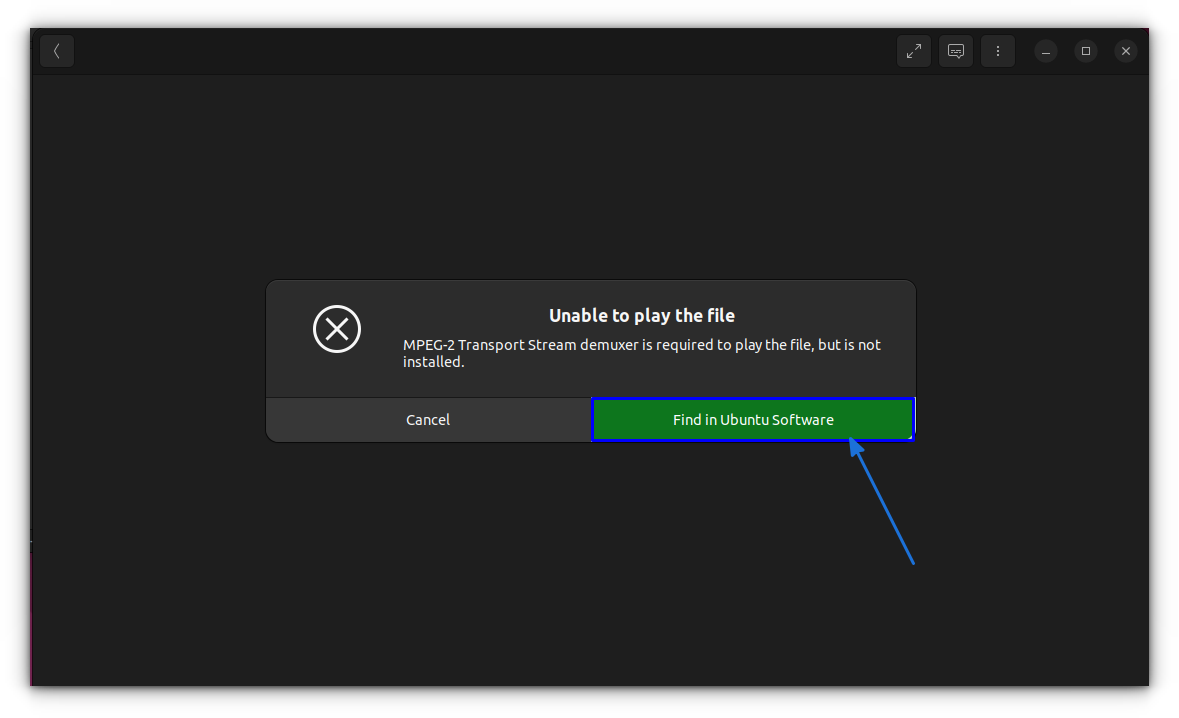 Unable to play the file
MPEG-2 Transport Stream demuxer is required to play the file, but is not
installed.
Cancel
Find in Ubuntu Software